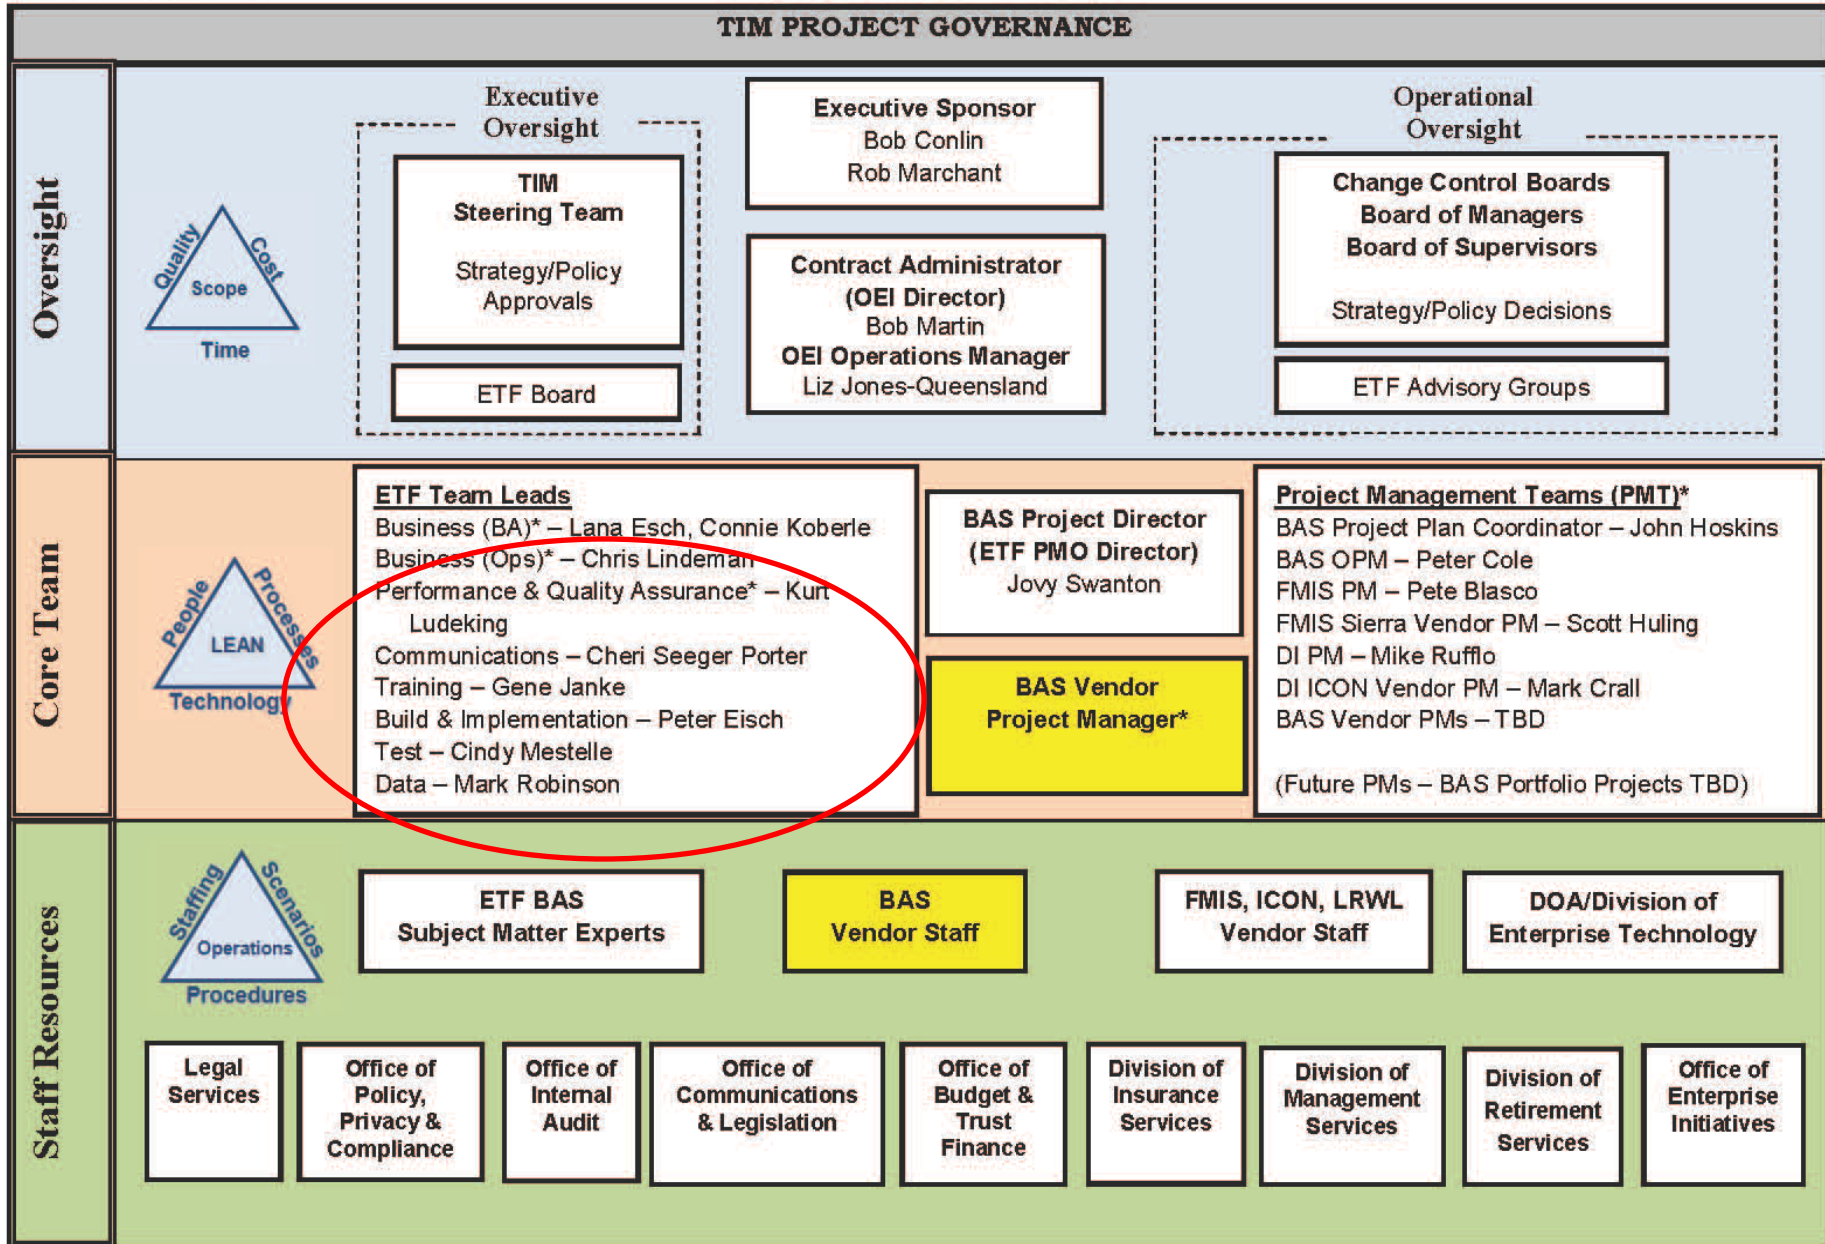 TIM PROJECT GOVERNANCE
Oversight
Quality
Cost
Scope
Time
Executive
Oversight
TIM
Steering Team
Strategy/Policy
Approvals
ETF Board
Executive Sponsor
Bob Conlin
Rob Marchant
Contract Administrator
(OEI Director)
Bob Martin
OEI Operations Manager
Liz Jones-Queensland
Operational
Oversight
Change Control Boards
Board of Managers
Board of Supervisors
Strategy/Policy Decisions
ETF Advisory Groups
Core Team
People
Processes
LEAN
Technology
ETF Team Leads
Business (BA)* – Lana Esch, Connie Koberle
Business (Ops)* – Chris Lindeman
Performance & Quality Assurance* – Kurt
Ludeking
Communications – Cheri Seeger Porter
Training – Gene Janke
Build & Implementation – Peter Eisch
Test – Cindy Mestelle
Data – Mark Robinson
BAS Project Director
(ETF PMO Director)
Jovy Swanton
BAS Vendor
Project Manager*
Project Management Teams (PMT)*
BAS Project Plan Coordinator – John Hoskins
BAS OPM – Peter Cole
FMIS PM – Pete Blasco
FMIS Sierra Vendor PM – Scott Huling
DI PM – Mike Rufflo
DI ICON Vendor PM – Mark Crall
BAS Vendor PMs – TBD
(Future PMs – BAS Portfolio Projects TBD)
Staff Resources
Staffing
Scenarios
Operations
Procedures
ETF BAS
Subject Matter Experts
BAS
Vendor Staff
FMIS, ICON, LRWL
Vendor Staff
DOA/Division of
Enterprise Technology
Legal
Services
Office of
Policy,
Privacy &
Compliance
Office of
Internal
Audit
Office of
Communications
& Legislation
Office of
Budget &
Trust
Finance
Division of
Insurance
Services
Division of
Management
Services
Division of
Retirement
Services
Office of
Enterprise
Initiatives